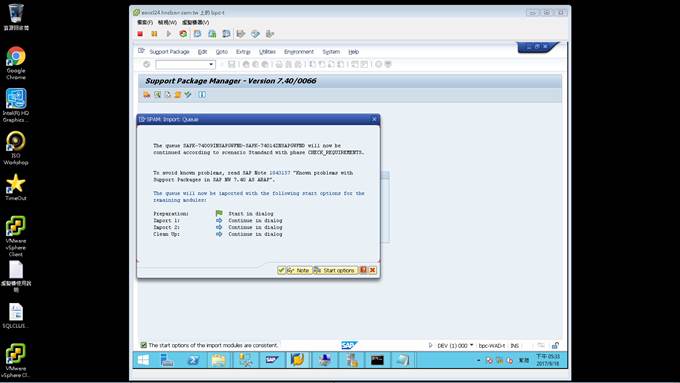 資源回收筒
Google
Chrome
Intel(R) HD
Graphics ...
ISO
Workshop
TimeOut
VMware
vSphere
Client
虛擬機使用說
明
SQLCLUS...
VMware
vSphere Cl...
上的 bpc-t
檔案(F) 檢視(W) 虛擬機器(V)
Support Package Edit Goto Extras Utilities Environment System Help
Support Package Manager - Version 7.40/0066
SPAM: Import: Queue
The queue SAPK-74009INSAPGWFND-SAPK-74014INSAPGWFND will now be
continued according to scenario Standard with phase CHECK_REQUIREMENTS.
To avoid known problems, read SAP Note 1843157 "Known problems with
Support Packages in SAP NW 7.40 AS ABAP".
The queue will now be imported with the following start options for the
remaining modules:
Preparation: Start in dialog
Import 1: Continue in dialog
Import 2: Continue in dialog
Clean Up: Continue in dialog
Note Start options
The start options of the import modules are consistent.
SAP
DEV (1) 000 bpc-WAD-t INS
下午 05:33
2017/9/18